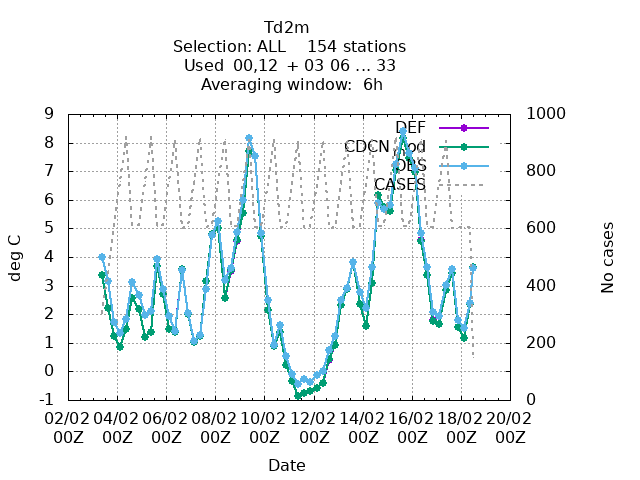 Td2m
Selection: ALL    154 stations
Used  00,12  + 03 06 ... 33
Averaging window:  6h
DEF
CDCN mod
OBS
CASES
9
8
7
6
5
4
3
2
1
0
-1
1000
800
600
400
200
0
deg C
No cases
02/02 04/02 06/02 08/02 10/02 12/02 14/02 16/02 18/02 20/02
00Z 00Z 00Z 00Z 00Z 00Z 00Z 00Z 00Z 00Z
Date